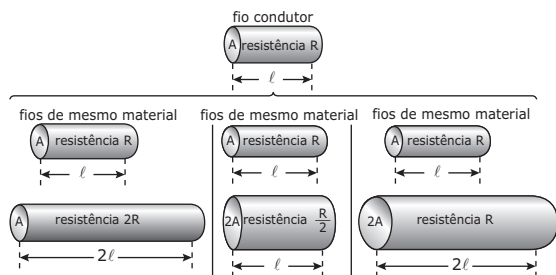 fio condutor
A resistência R
ℓ
fios de mesmo material
A resistência R
ℓ
A resistência 2R
2ℓ
fios de mesmo material
A resistência R
ℓ
2A resistência R/2
ℓ
fios de mesmo material
A resistência R
ℓ
2A resistência R
2ℓ